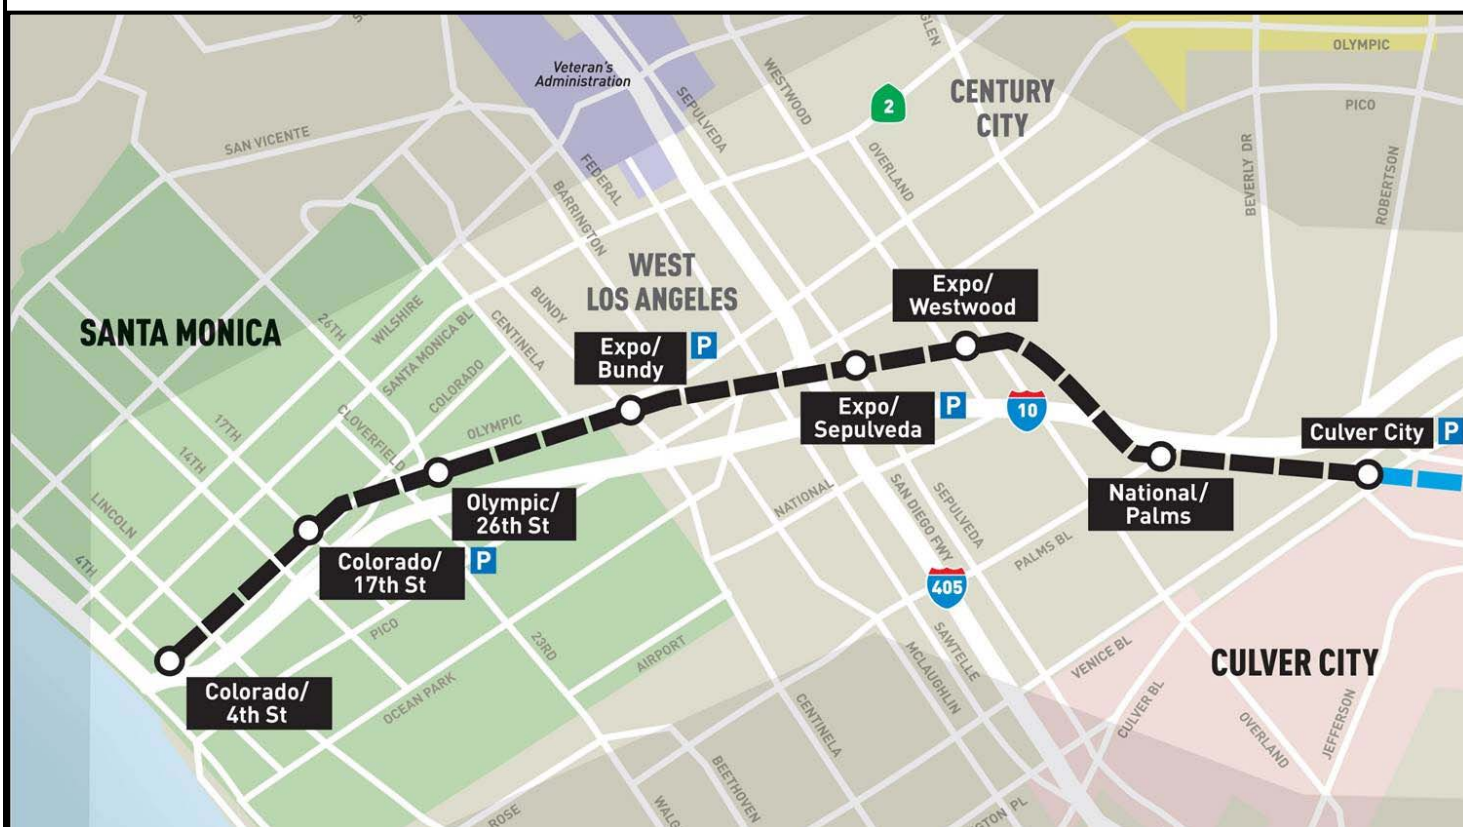 OLYMPIC
Veteran's
Administration
WESTWOOD
GLEN
CENTURY
CITY
2
PICO
SEPULVEDA
SAN VICENTE
OVERLAND
BEVERLY DR
ROBERTSON
FEDERAL
BARRINGTON
WEST
LOS ANGELES
Expo/
Westwood
BUNDY
SANTA MONICA
26TH
WILSHIRE
CENTINELA
Expo/
Bundy
P
SANTA MONICA BL
COLORADO
CLOVERFIELD
OLYMPIC
Expo/
Sepulveda
P
10
Culver City
P
17TH
14TH
LINCOLN
4TH
Olympic/
26th St
NATIONAL
SAN DIEGO FWY
SEPULVEDA
National/
Palms
PALMS BL
Colorado/
17th St
P
405
PICO
23RD
AIRPORT
SAWTELLE
MCLAUGHLIN
VENICE BL
CULVER CITY
Colorado/
4th St
OCEAN PARK
CENTINELA
CULVER BL
OVERLAND
JEFFERSON
BEETHOVEN
ROSE
WALG
NGTON PL